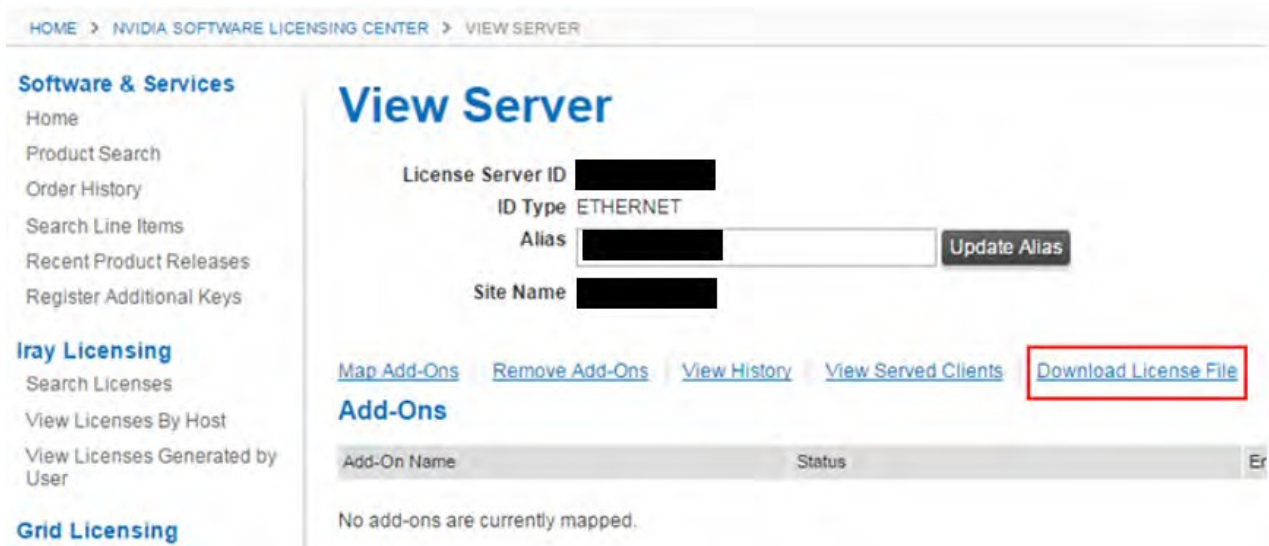 HOME > NVIDIA SOFTWARE LICENSING CENTER > VIEW SERVER
Software & Services
Home
Product Search
Order History
Search Line Items
Recent Product Releases
Register Additional Keys
Iray Licensing
Search Licenses
View Licenses By Host
View Licenses Generated by
User
Grid Licensing
View Server
License Server ID
ID Type ETHERNET
Alias Update Alias
Site Name
Map Add-Ons Remove Add-Ons View History View Served Clients Download License File
Add-Ons
Add-On Name Status Er
No add-ons are currently mapped.